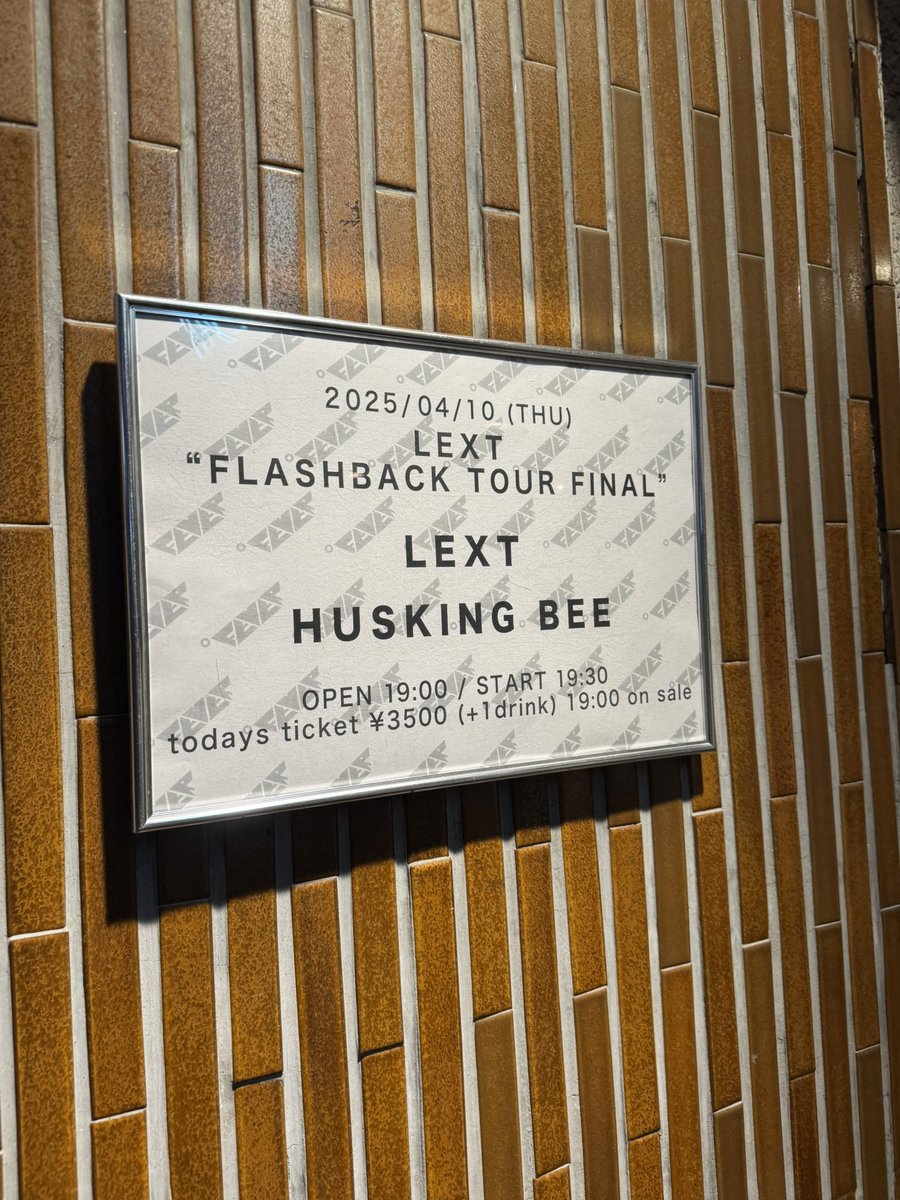 2025/04/10 (THU)
LEXT
“FLASHBACK TOUR FINAL”
LEXT
HUSKING BEE
OPEN 19:00 / START 19:30
todays ticket ¥3500 (+1drink) 19:00 on sale